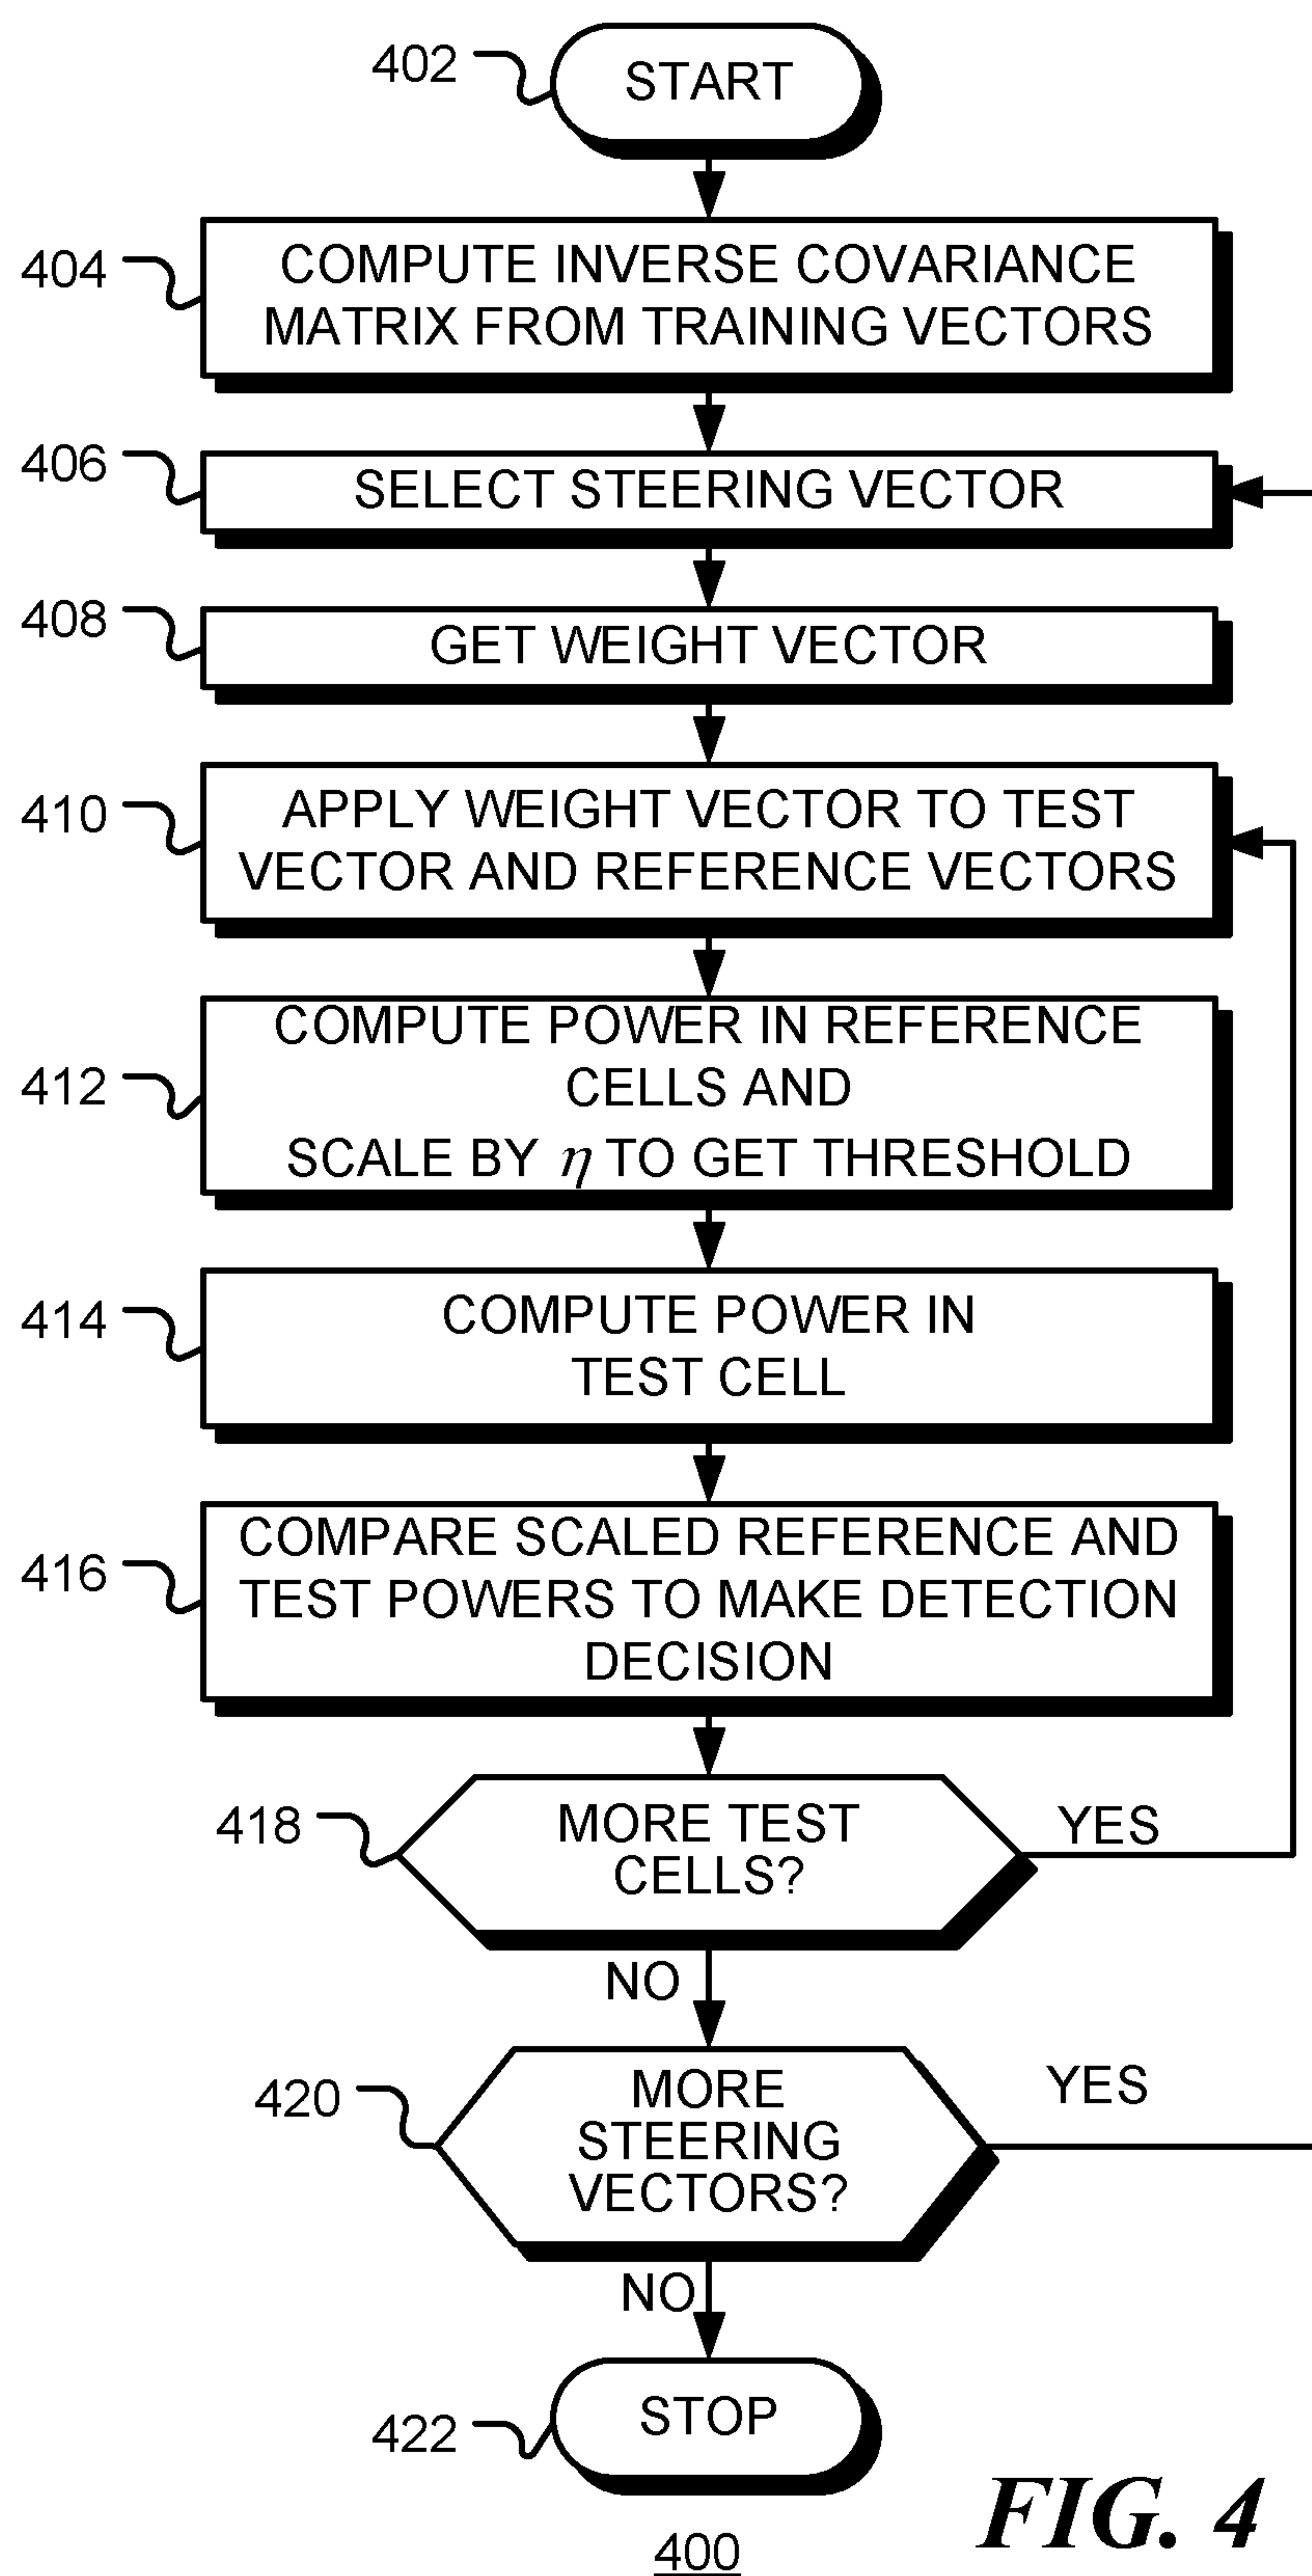 402
START
404
COMPUTE INVERSE COVARIANCE
MATRIX FROM TRAINING VECTORS
406
SELECT STEERING VECTOR
408
GET WEIGHT VECTOR
410
APPLY WEIGHT VECTOR TO TEST
VECTOR AND REFERENCE VECTORS
412
COMPUTE POWER IN REFERENCE
CELLS AND
SCALE BY η TO GET THRESHOLD
414
COMPUTE POWER IN
TEST CELL
416
COMPARE SCALED REFERENCE AND
TEST POWERS TO MAKE DETECTION
DECISION
418
MORE TEST
CELLS?
YES
NO
420
MORE
STEERING
VECTORS?
YES
NO
422
STOP
400
FIG. 4